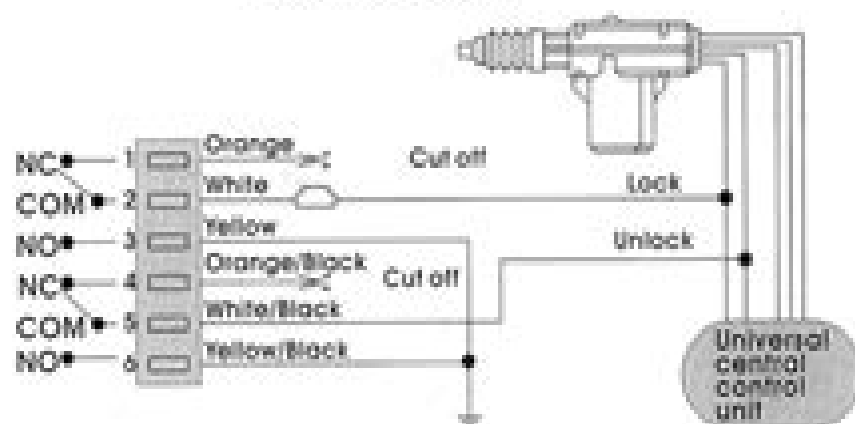 NC 1 Orange Cut off
COM 2 White Lock
NO 3 Yellow Unlock
NC 4 Orange/Black Cut off
COM 5 White/Black
NO 6 Yellow/Black
Universal
central
control
unit